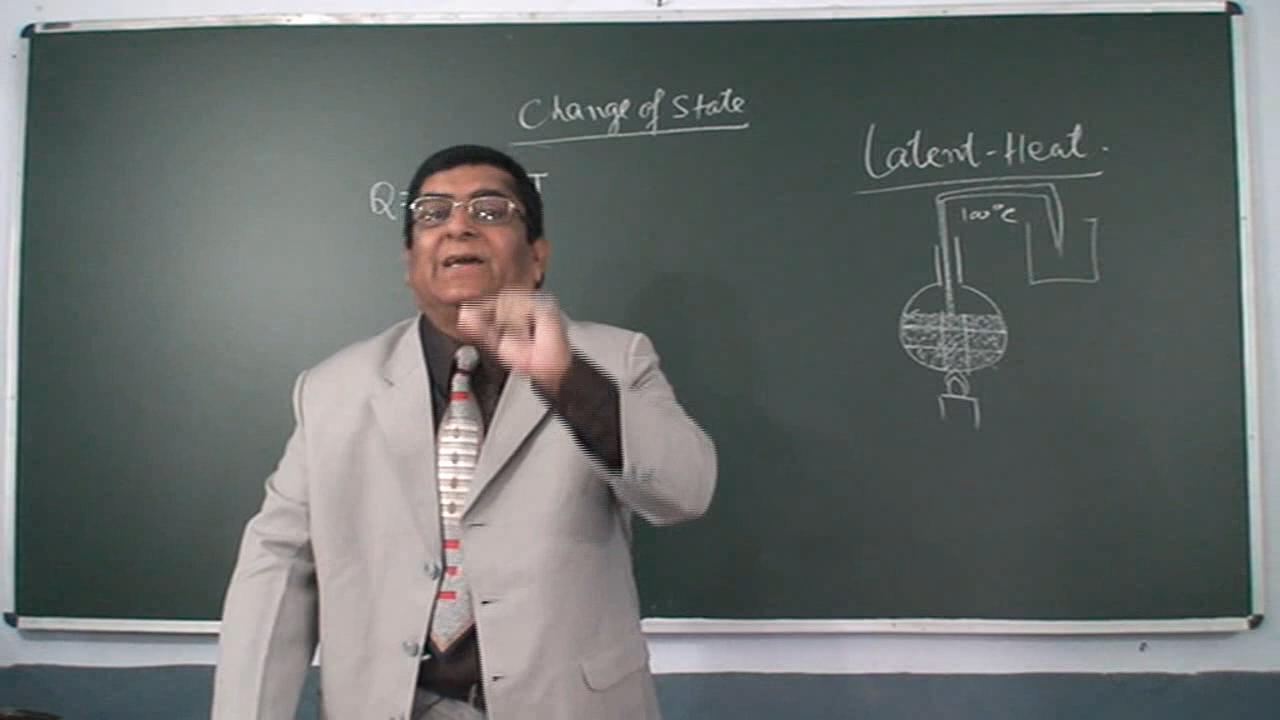 Change of State
Latent-Heat.
Q=
T
100°C